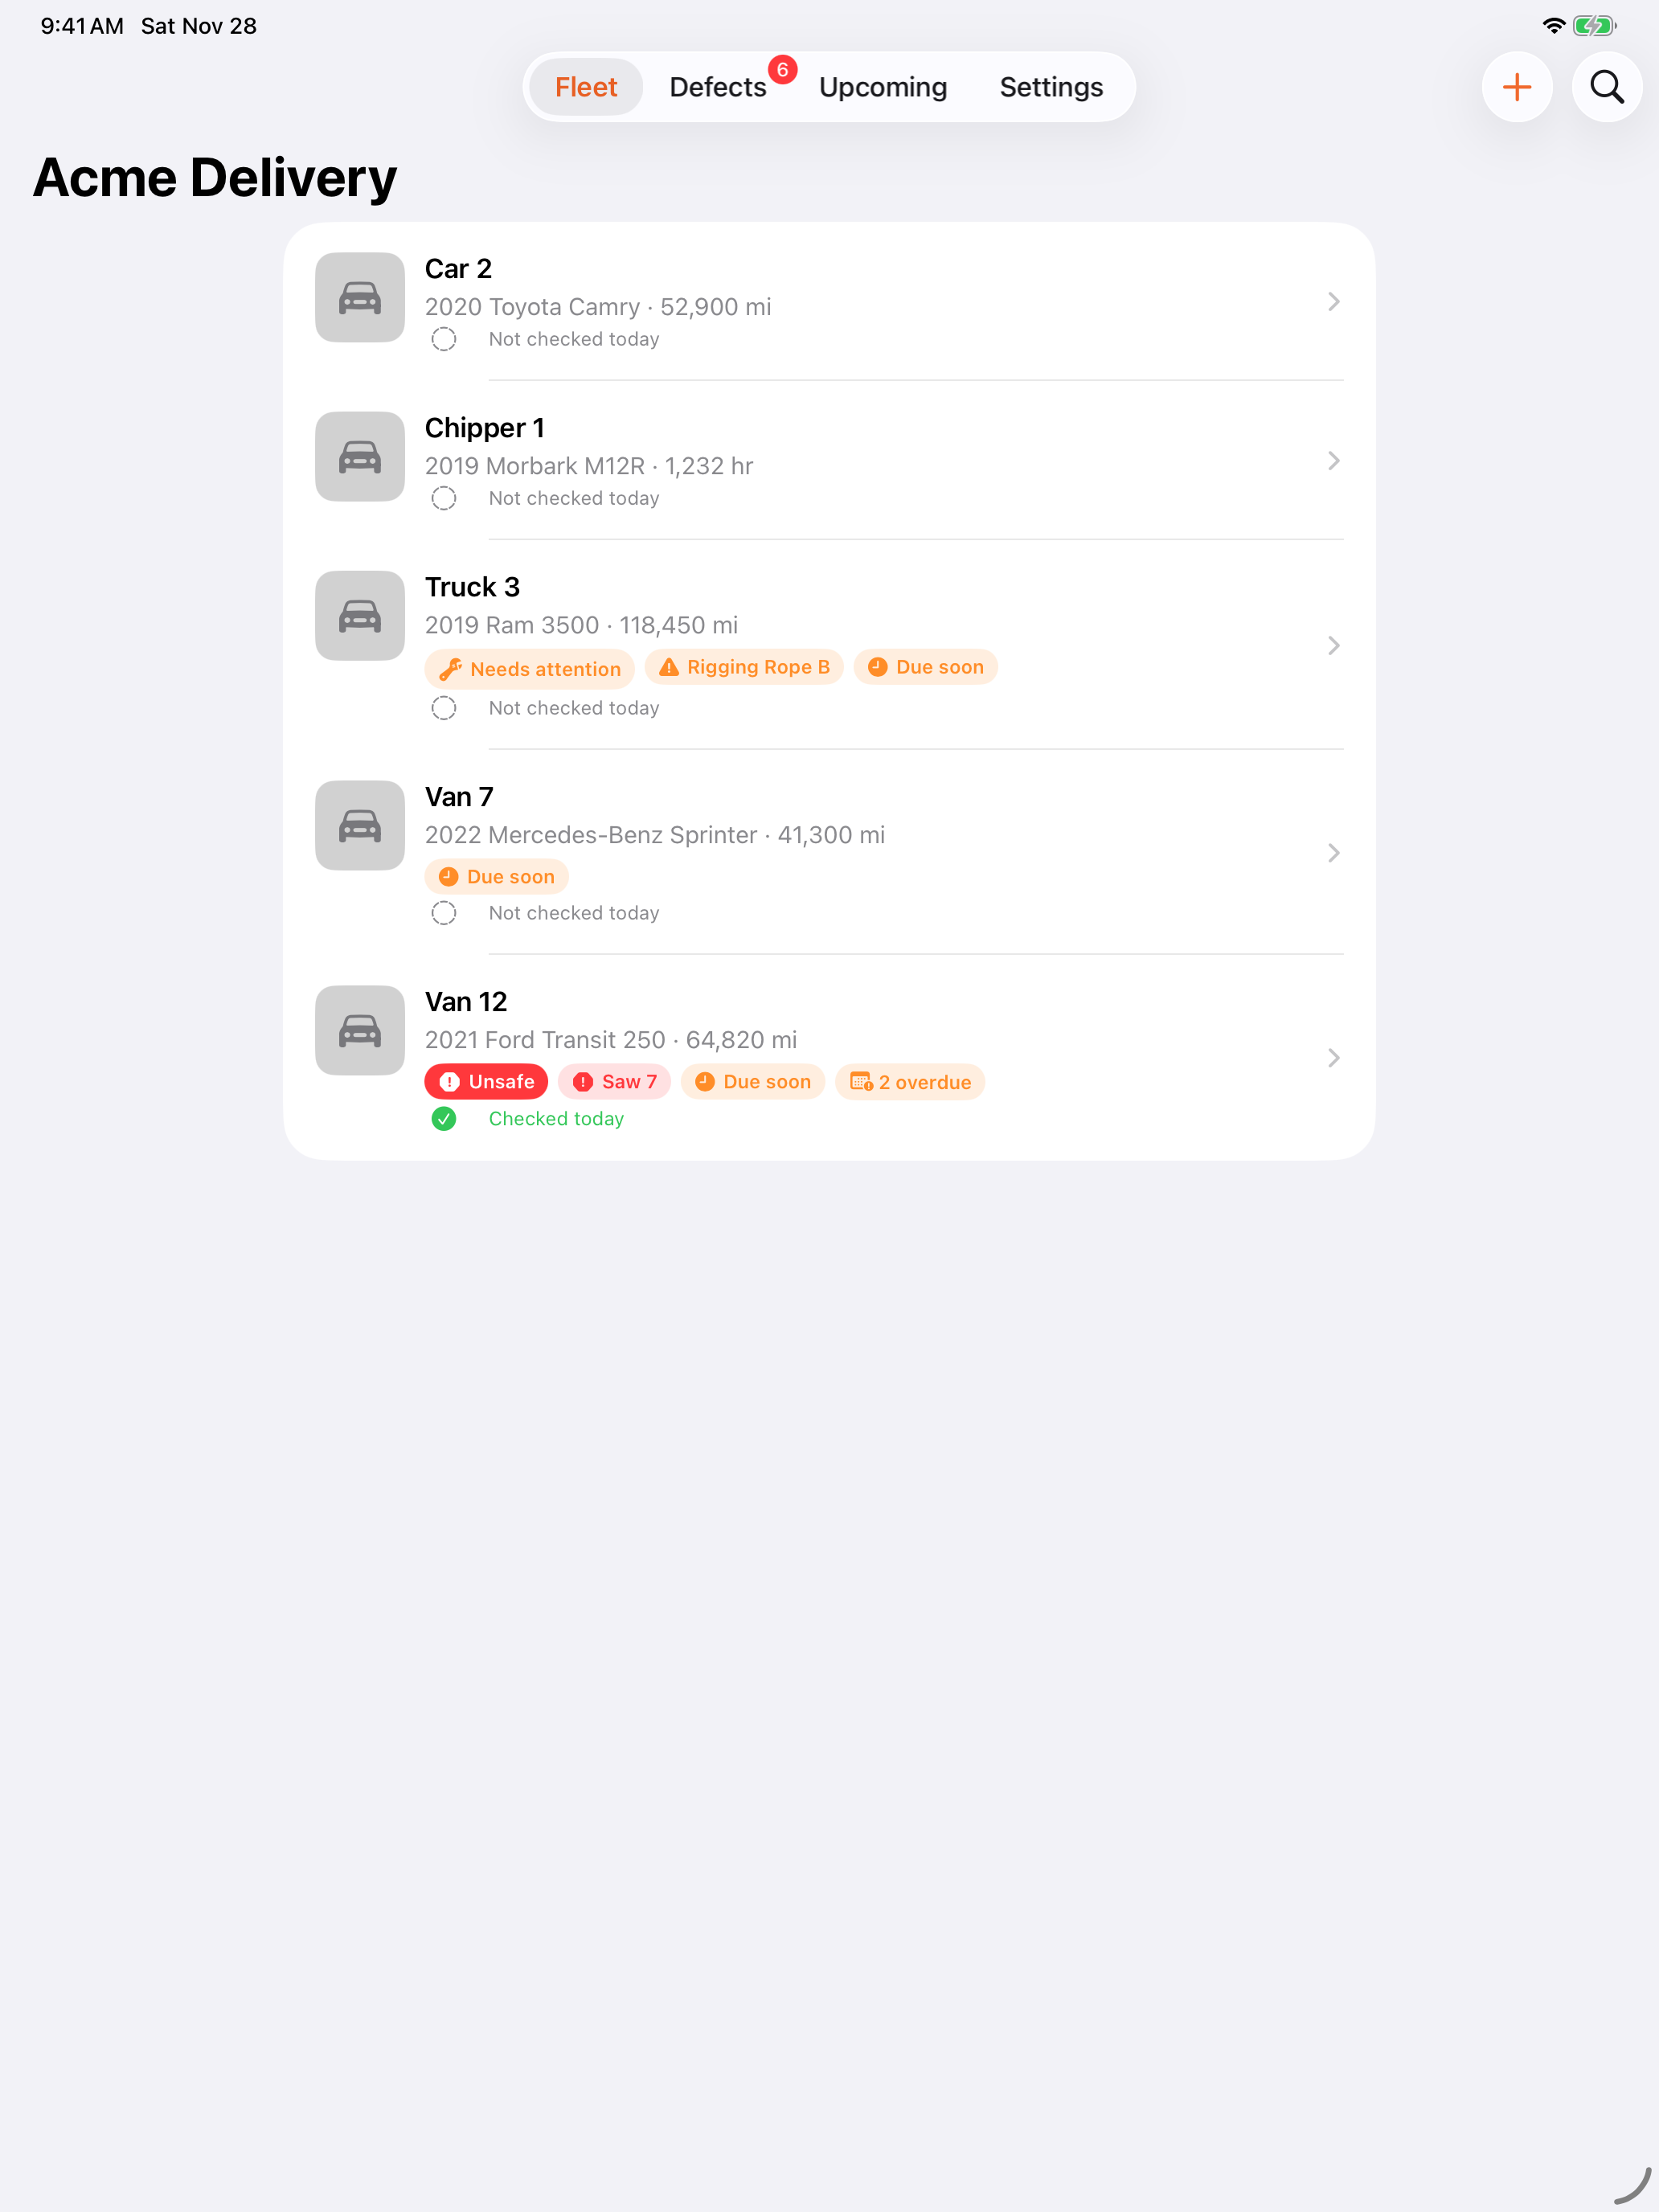 9:41 AM Sat Nov 28
Fleet Defects 6 Upcoming Settings
Acme Delivery
Car 2
2020 Toyota Camry · 52,900 mi
Not checked today
Chipper 1
2019 Morbark M12R · 1,232 hr
Not checked today
Truck 3
2019 Ram 3500 · 118,450 mi
Needs attention Rigging Rope B Due soon
Not checked today
Van 7
2022 Mercedes-Benz Sprinter · 41,300 mi
Due soon
Not checked today
Van 12
2021 Ford Transit 250 · 64,820 mi
Unsafe Saw 7 Due soon 2 overdue
Checked today